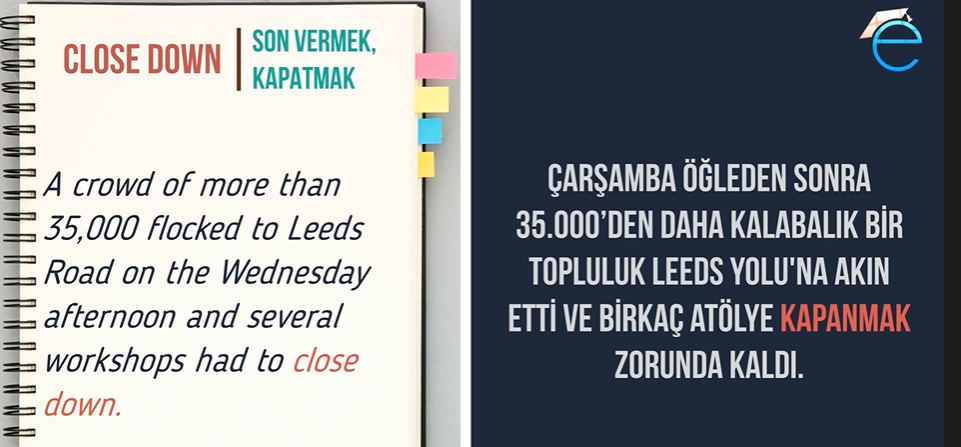 CLOSE DOWN
SON VERMEK,
KAPATMAK
A crowd of more than
35,000 flocked to Leeds
Road on the Wednesday
afternoon and several
workshops had to close
down.
e
ÇARŞAMBA ÖĞLEDEN SONRA
35.000’DEN DAHA KALABALIK BİR
TOPLULUK LEEDS YOLU'NA AKIN
ETTİ VE BİRKAÇ ATÖLYE KAPANMAK
ZORUNDA KALDI.